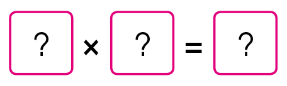 ? × ? = ?